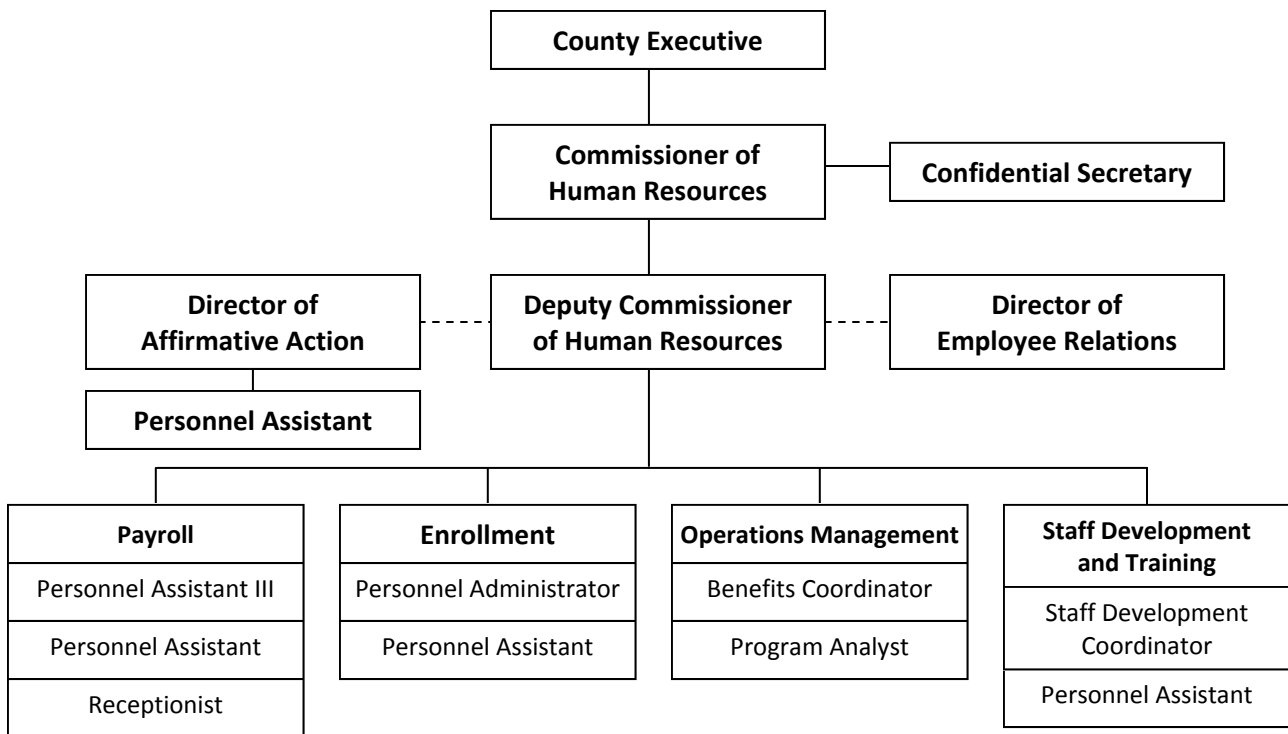 County Executive
Commissioner of
Human Resources
Confidential Secretary
Director of
Affirmative Action
Deputy Commissioner
of Human Resources
Director of
Employee Relations
Personnel Assistant
Payroll
Personnel Assistant III
Personnel Assistant
Receptionist
Enrollment
Personnel Administrator
Personnel Assistant
Operations Management
Benefits Coordinator
Program Analyst
Staff Development
and Training
Staff Development
Coordinator
Personnel Assistant